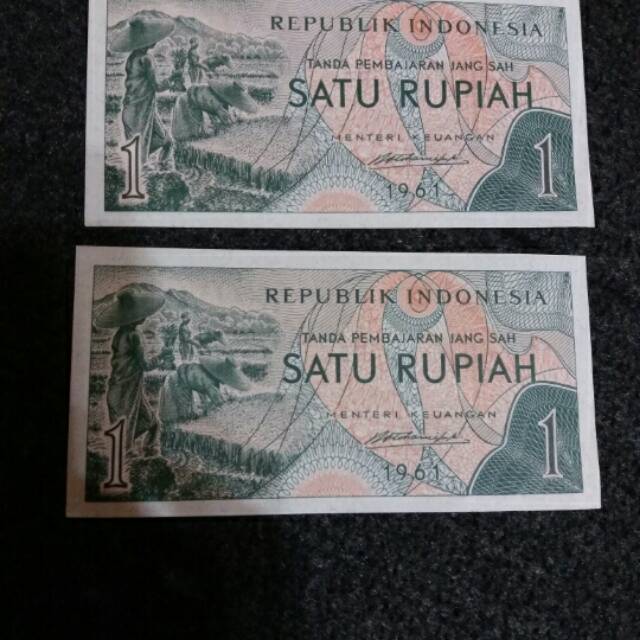 REPUBLIK INDONESIA
TANDA PEMBAJARAN JANG SAH
SATU RUPIAH
MENTERI KEUANGAN
1961
1 1
REPUBLIK INDONESIA
TANDA PEMBAJARAN JANG SAH
SATU RUPIAH
MENTERI KEUANGAN
1961
1 1